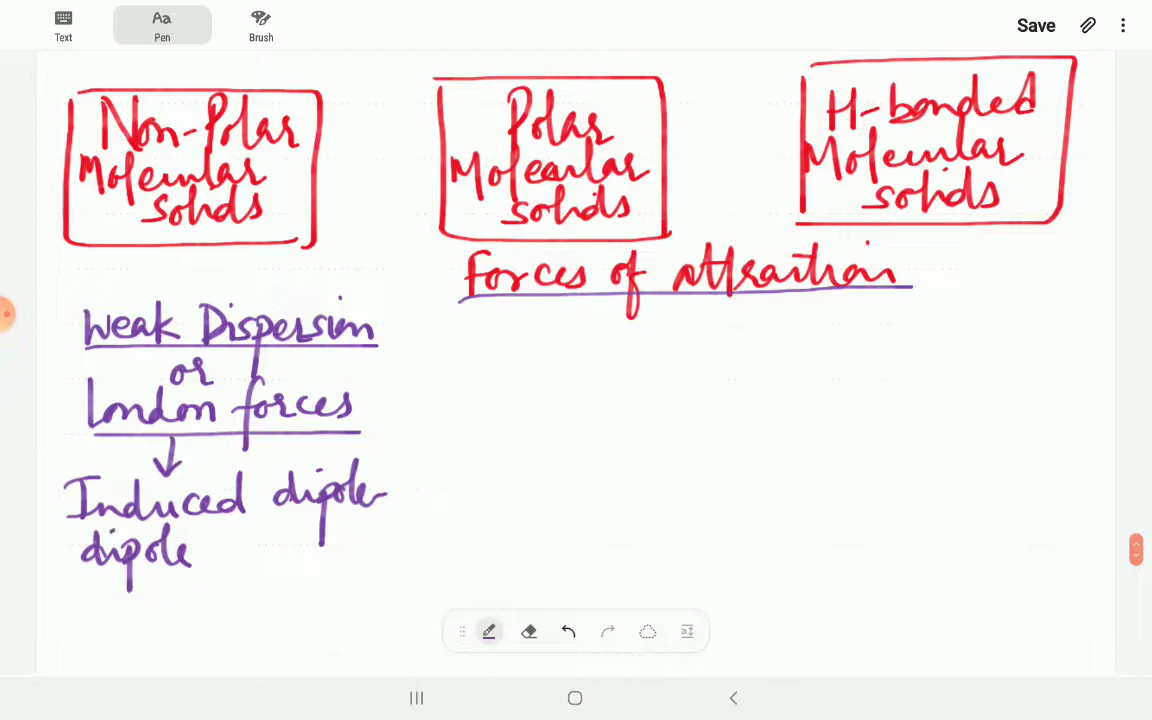 Text
Pen
Brush
Save
Non-Polar
Molecular
solids
Polar
Molecular
solids
H-bonded
Molecular
solids
Forces of attraction
Weak Dispersion
or
London forces
Induced dipole-
dipole